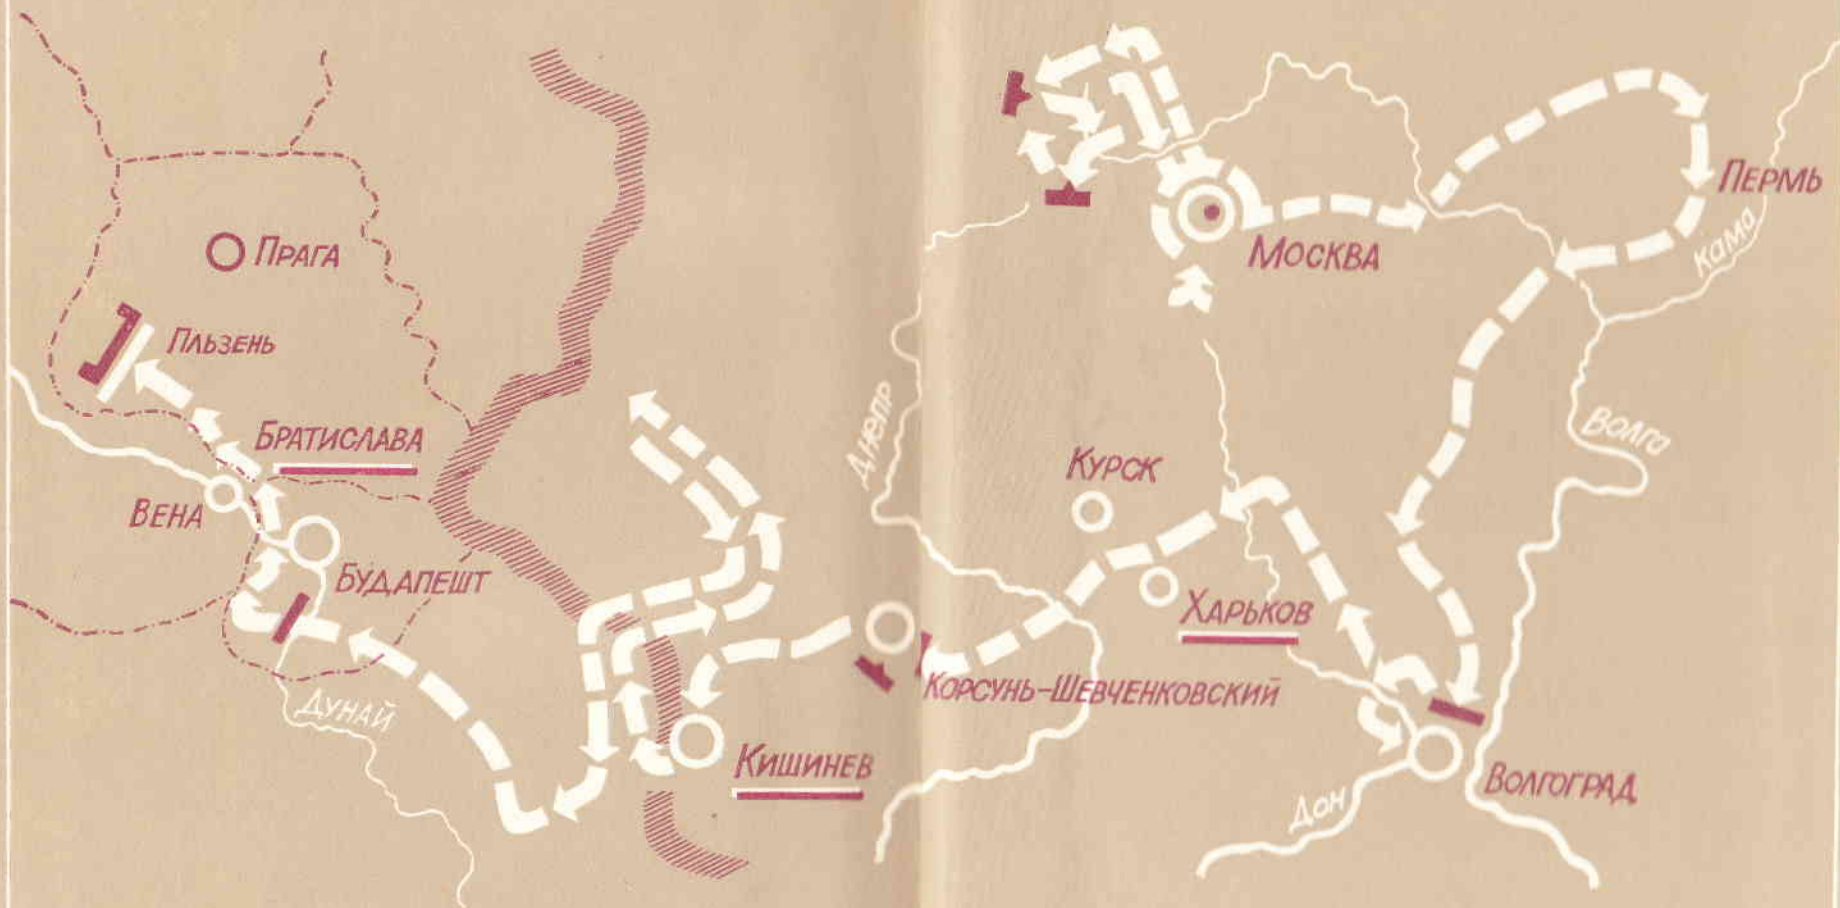 ПЕРМЬ
КАМА
МОСКВА
ПРАГА
ПЛЬЗЕНЬ
ДНЕПР
БРАТИСЛАВА
ВОЛГА
КУРСК
ВЕНА
БУДАПЕШТ
ХАРЬКОВ
КОРСУНЬ-ШЕВЧЕНКОВСКИЙ
ДУНАЙ
КИШИНЕВ
ВОЛГОГРАД
ДОН